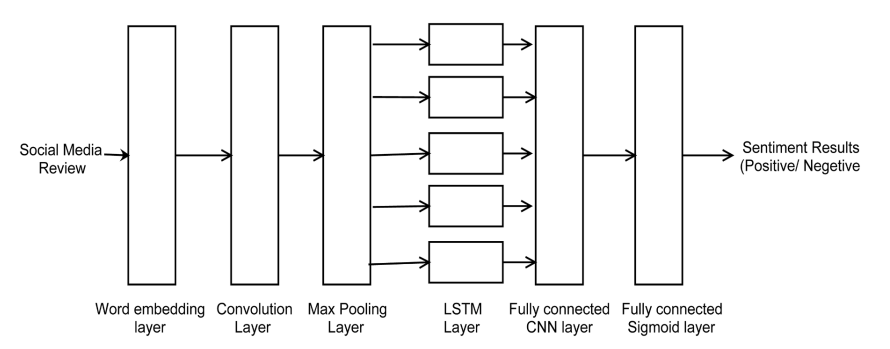 Social Media
Review
Sentiment Results
(Positive/ Negetive
Word embedding
layer
Convolution
Layer
Max Pooling
Layer
LSTM
Layer
Fully connected
CNN layer
Fully connected
Sigmoid layer